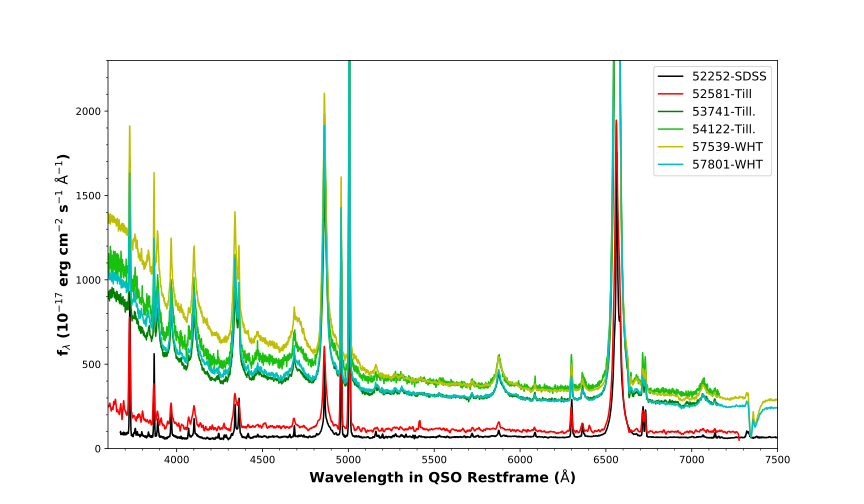 52252-SDSS
52581-Till
53741-Till.
54122-Till.
57539-WHT
57801-WHT
2000
1500
1000
500
0
f_λ (10^−17 erg cm^−2 s^−1 Å^−1)
4000 4500 5000 5500 6000 6500 7000 7500
Wavelength in QSO Restframe (Å)